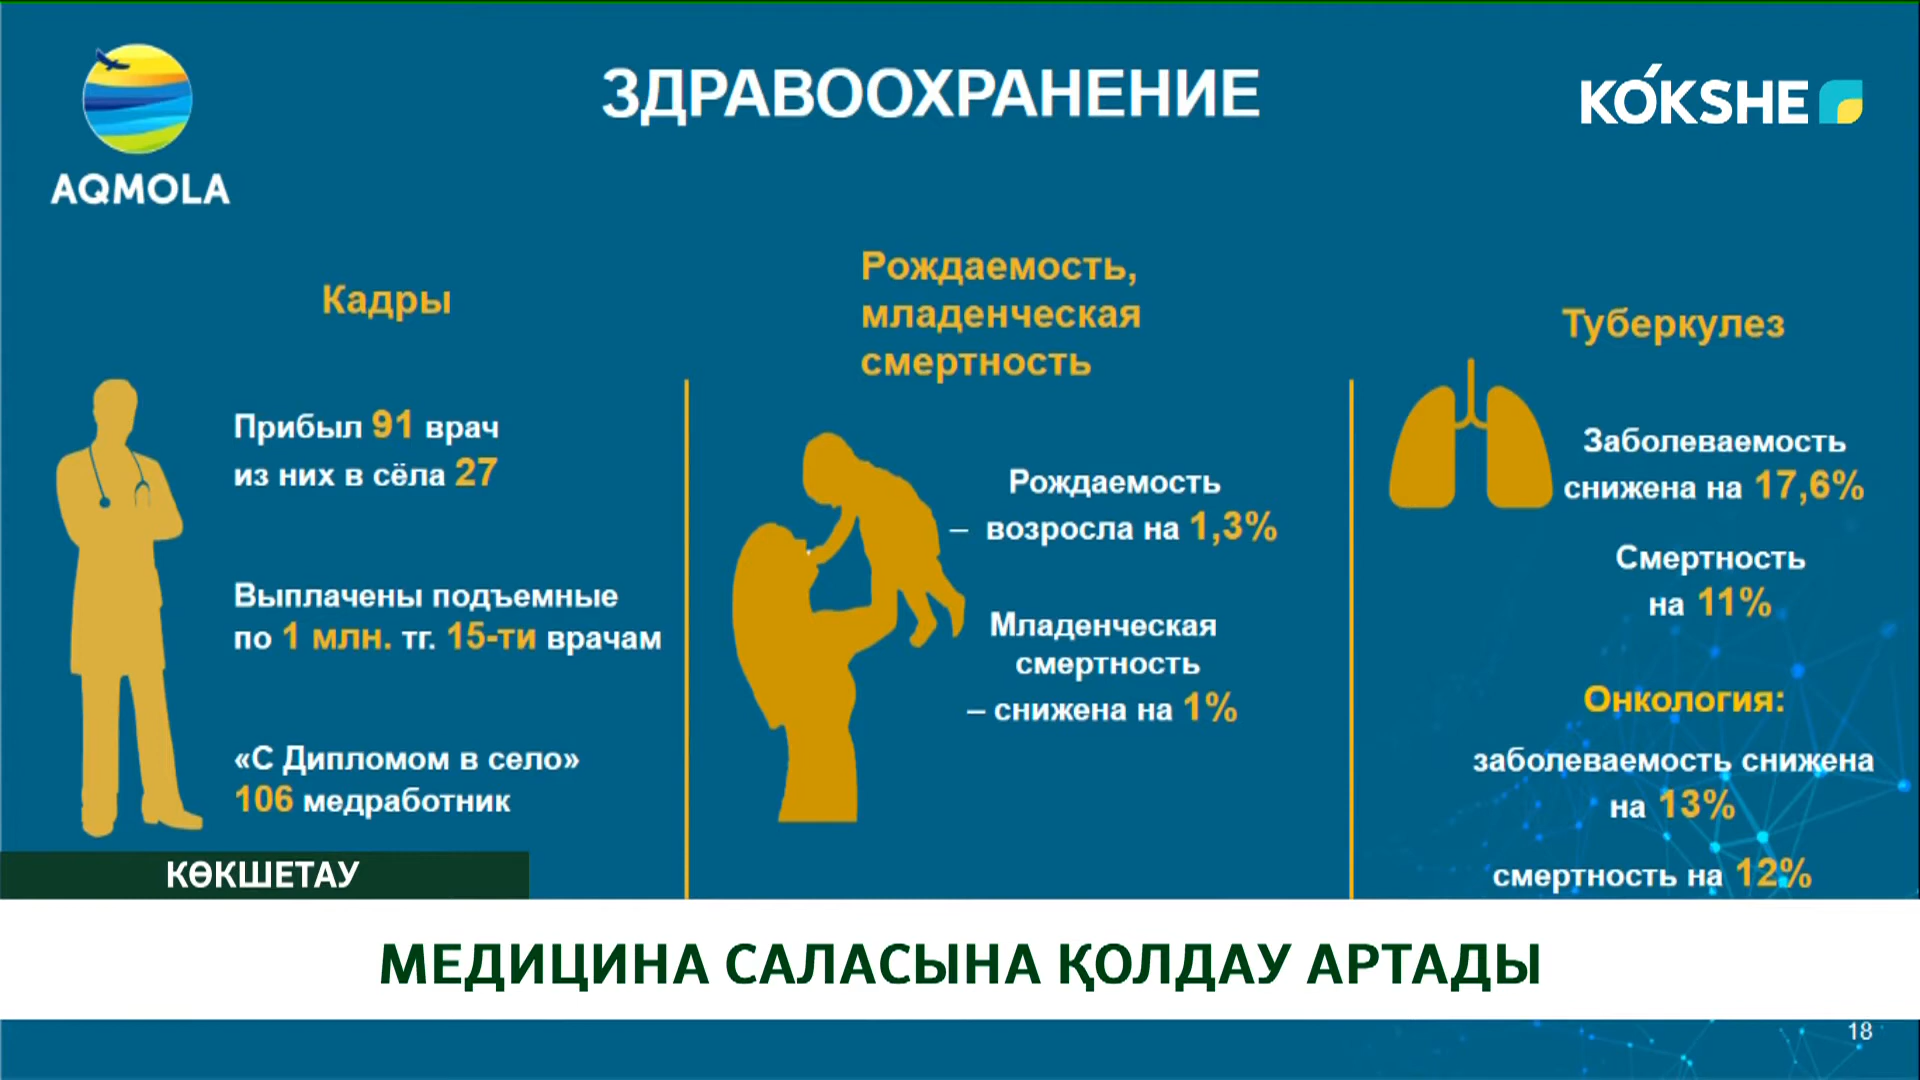 ЗДРАВООХРАНЕНИЕ
AQMOLA
KÓKSHE
Кадры
Прибыл 91 врач
из них в сёла 27
Выплачены подъемные
по 1 млн. тг. 15-ти врачам
«С Дипломом в село»
106 медработник
Рождаемость,
младенческая
смертность
Рождаемость
– возросла на 1,3%
Младенческая
смертность
– снижена на 1%
Туберкулез
Заболеваемость
снижена на 17,6%
Смертность
на 11%
Онкология:
заболеваемость снижена
на 13%
смертность на 12%
КӨКШЕТАУ
МЕДИЦИНА САЛАСЫНА ҚОЛДАУ АРТАДЫ
18